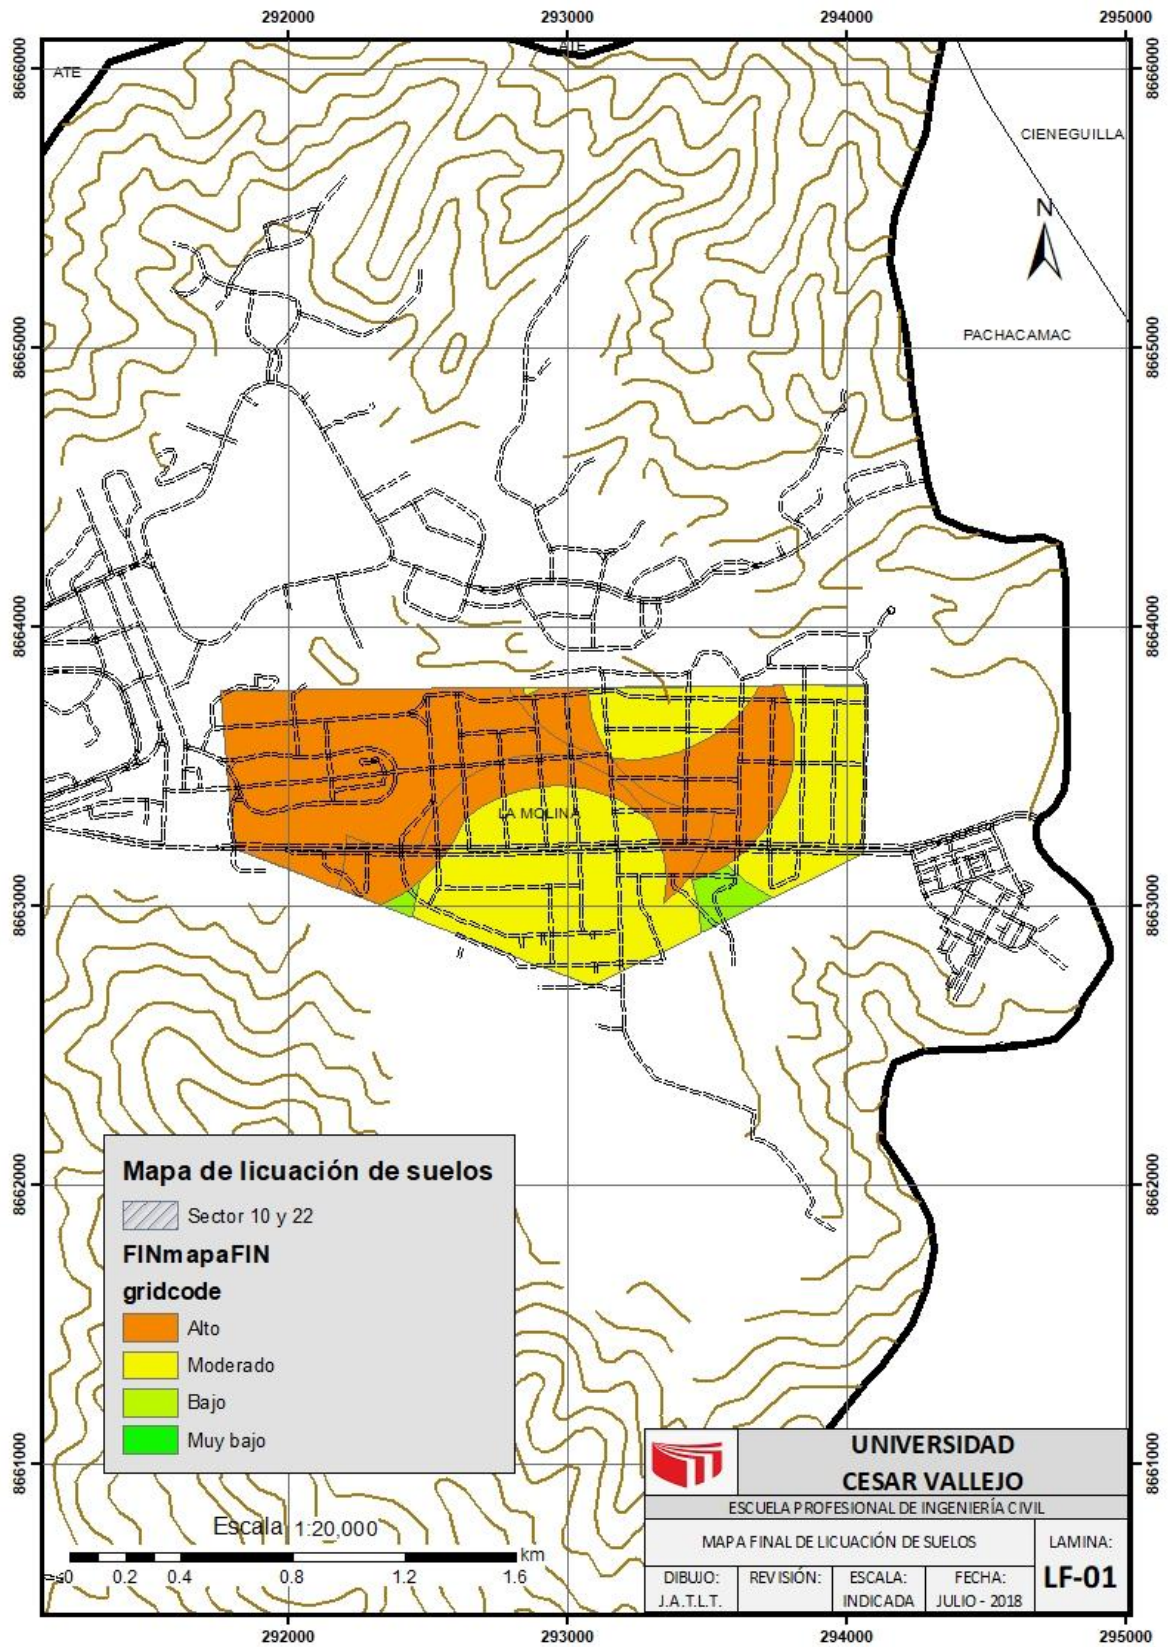 292000 293000 294000 295000
8666000
ATE
ATE
CIENEGUILLA
N
8666000
8665000
PACHACAMAC
8665000
8664000
8664000
LA MOLINA
8663000
8663000
8662000
8662000
Mapa de licuación de suelos
Sector 10 y 22
FINmapaFIN
gridcode
Alto
Moderado
Bajo
Muy bajo
8661000
8661000
Escala 1:20,000
km
0 0.2 0.4 0.8 1.2 1.6
UNIVERSIDAD
CESAR VALLEJO
ESCUELA PROFESIONAL DE INGENIERÍA CIVIL
MAPA FINAL DE LICUACIÓN DE SUELOS
LAMINA:
LF-01
DIBUJO:
J.A.T.L.T.
REVISIÓN:
ESCALA:
INDICADA
FECHA:
JULIO - 2018
292000 293000 294000 295000